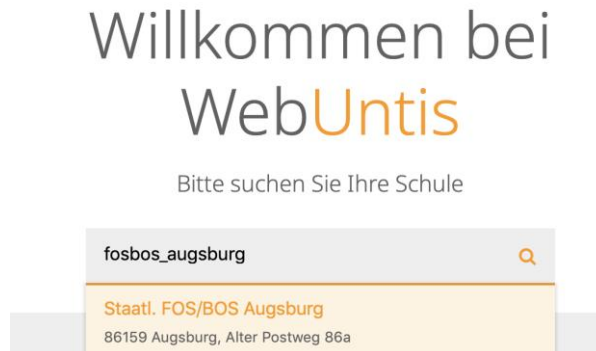 Willkommen bei
WebUntis
Bitte suchen Sie Ihre Schule
fosbos_augsburg
Staatl. FOS/BOS Augsburg
86159 Augsburg, Alter Postweg 86a